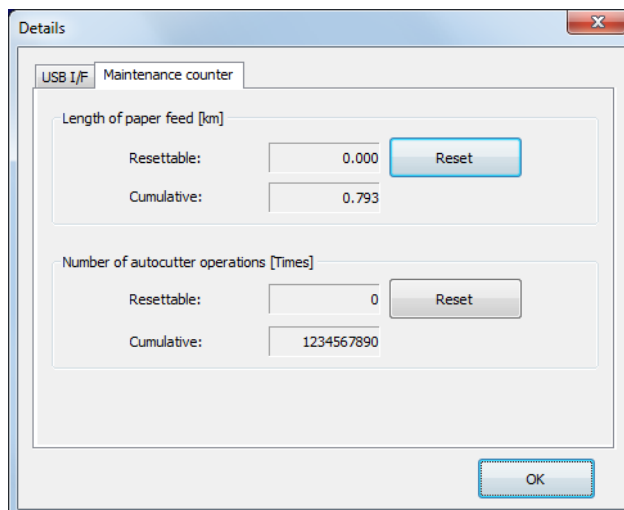 Details
USB I/F Maintenance counter
Length of paper feed [km]
Resettable: 0.000 Reset
Cumulative: 0.793
Number of autocutter operations [Times]
Resettable: 0 Reset
Cumulative: 1234567890
OK